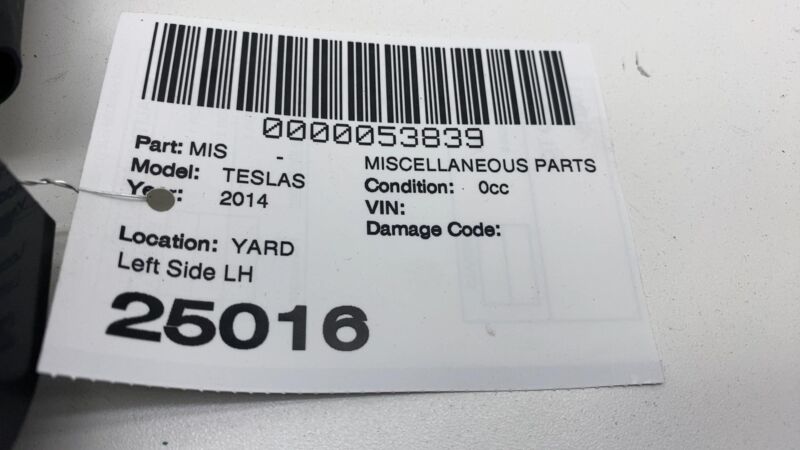 0000053839
Part: MIS -
MISCELLANEOUS PARTS
Model: TESLAS
Condition: 0cc
Year: 2014
VIN:
Damage Code:
Location: YARD
Left Side LH
25016